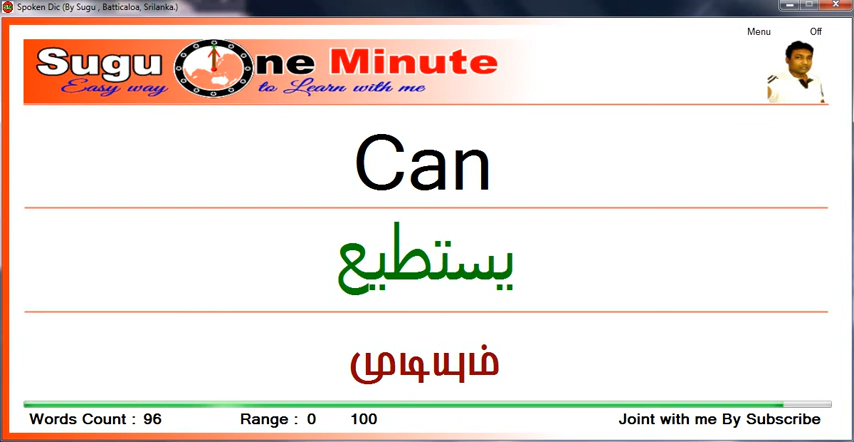 Spoken Dic (By Sugu , Batticaloa, Srilanka.)
Menu Off
Sugu One Minute
Easy way to Learn with me
Can
يستطيع
முடியும்
Words Count : 96 Range : 0 100 Joint with me By Subscribe